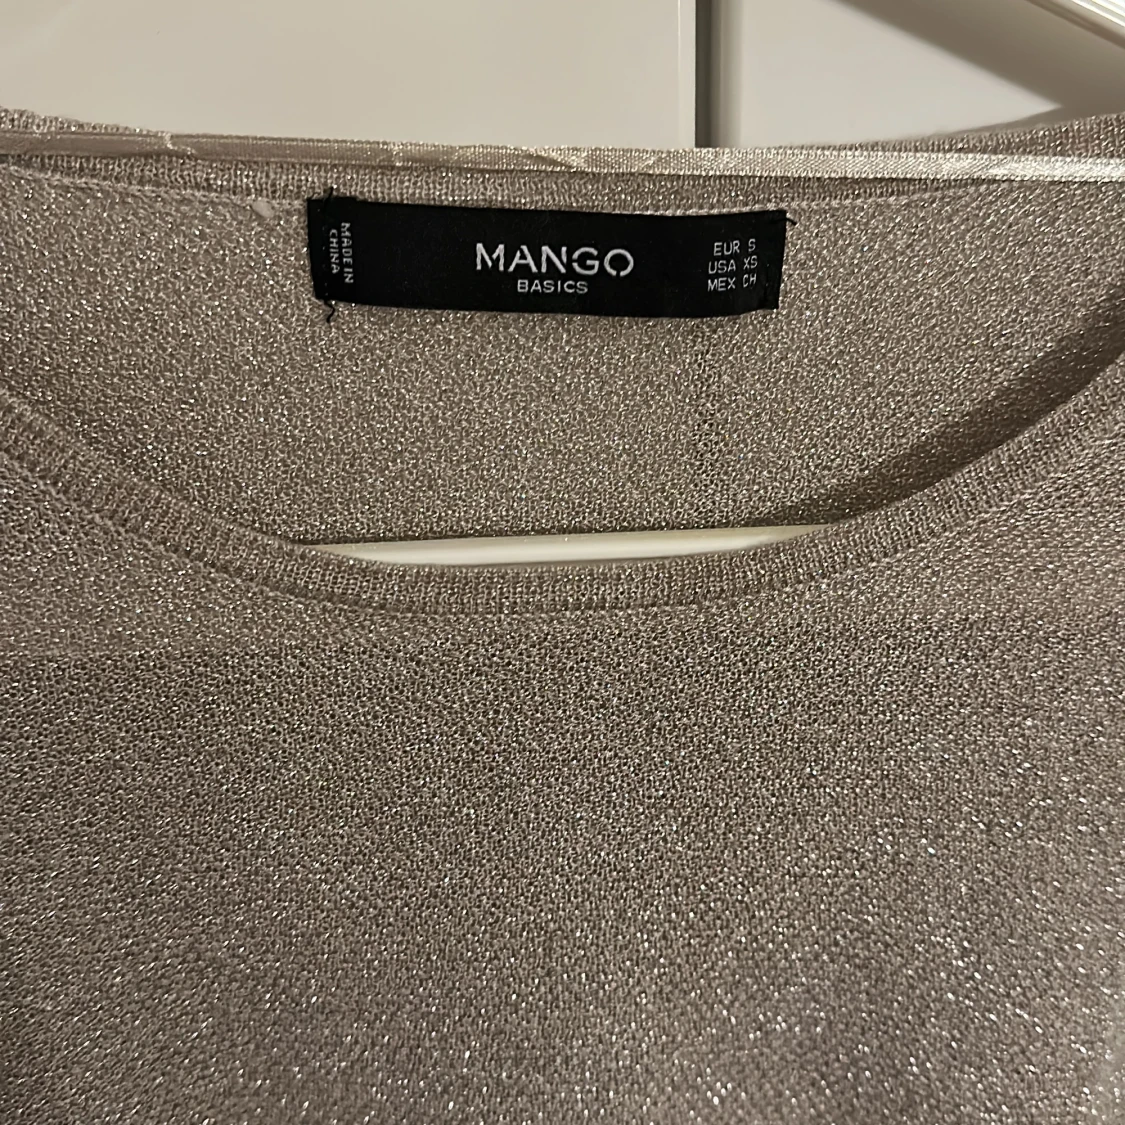 MADE IN
CHINA
MANGO
BASICS
EUR S
USA XS
MEX CH